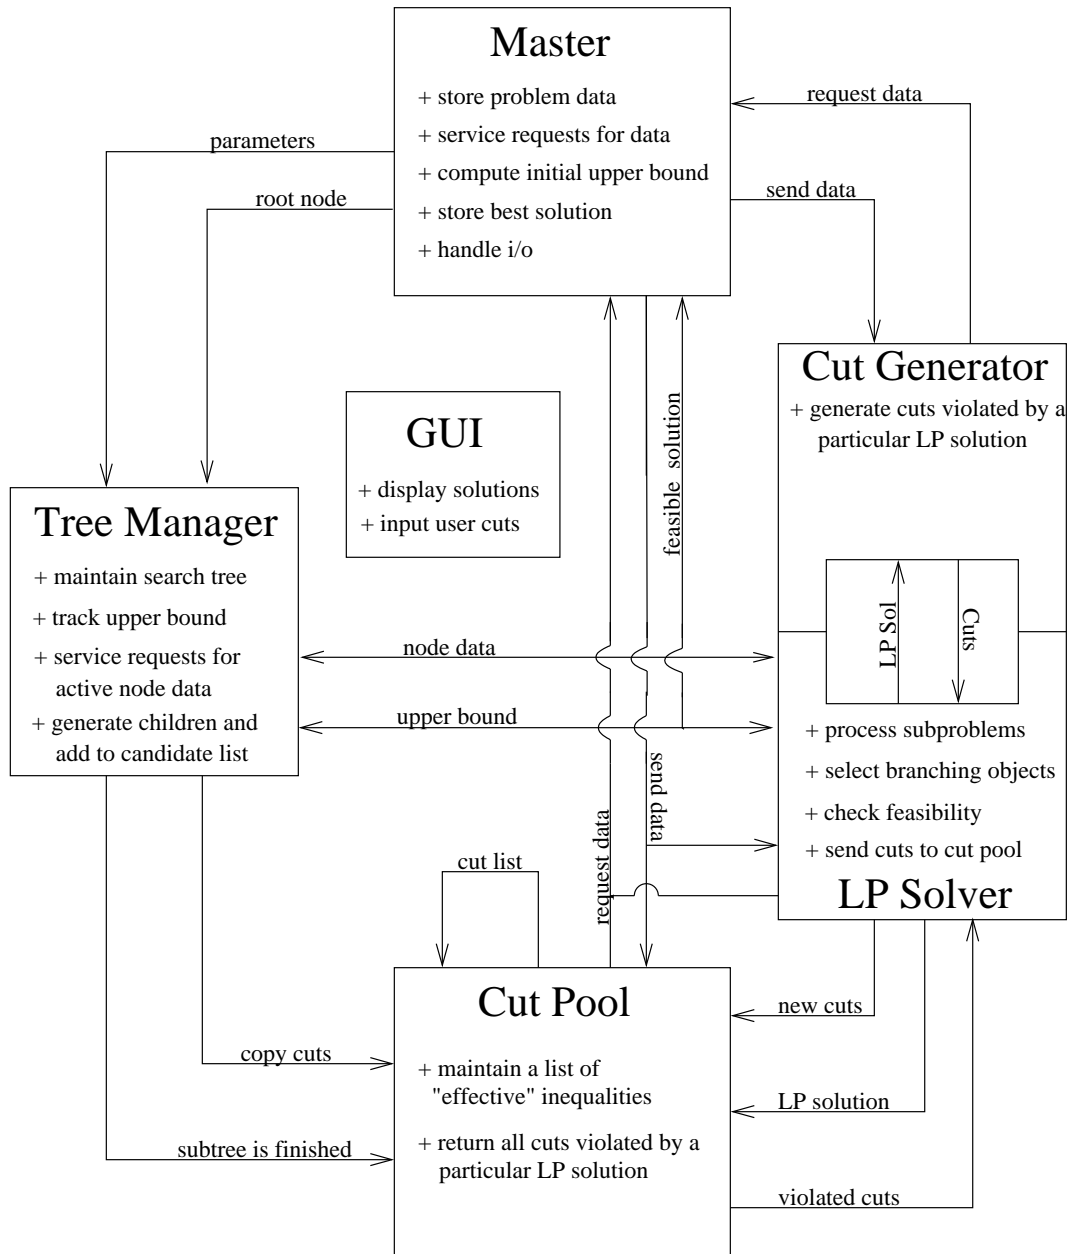 Master
+ store problem data
+ service requests for data
+ compute initial upper bound
+ store best solution
+ handle i/o
request data
send data
parameters
root node
Cut Generator
+ generate cuts violated by a
particular LP solution
GUI
+ display solutions
+ input user cuts
feasible solution
Tree Manager
+ maintain search tree
+ track upper bound
+ service requests for
active node data
+ generate children and
add to candidate list
node data
upper bound
LP Sol
Cuts
+ process subproblems
+ select branching objects
+ check feasibility
+ send cuts to cut pool
LP Solver
send data
request data
cut list
Cut Pool
+ maintain a list of
"effective" inequalities
+ return all cuts violated by a
particular LP solution
copy cuts
subtree is finished
new cuts
LP solution
violated cuts